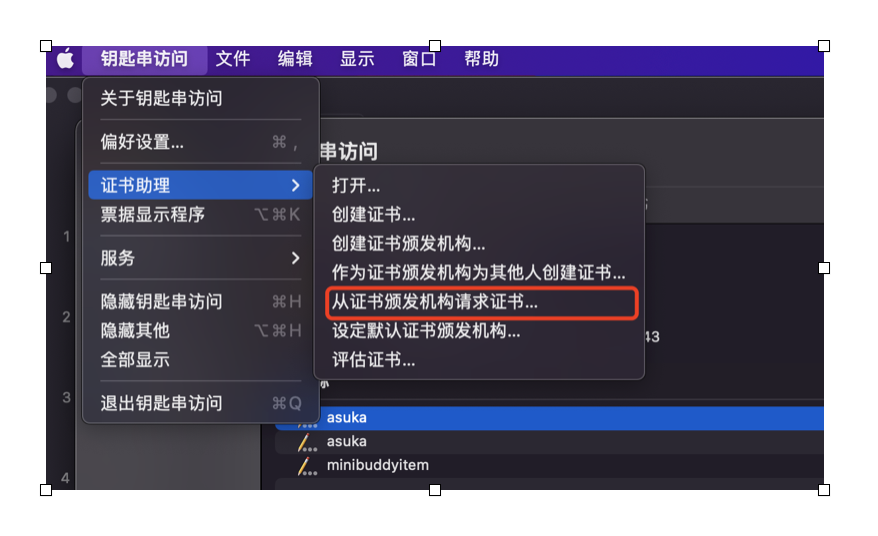 钥匙串访问 文件 编辑 显示 窗口 帮助
关于钥匙串访问
偏好设置... ⌘ ,
串访问
证书助理
打开...
票据显示程序 ⌥⌘K
创建证书...
创建证书颁发机构...
服务
作为证书颁发机构为其他人创建证书...
隐藏钥匙串访问 ⌘H
从证书颁发机构请求证书...
隐藏其他 ⌥⌘H
设定默认证书颁发机构...
全部显示
评估证书...
退出钥匙串访问 ⌘Q
1
2
3
4
43
asuka
asuka
minibuddyitem